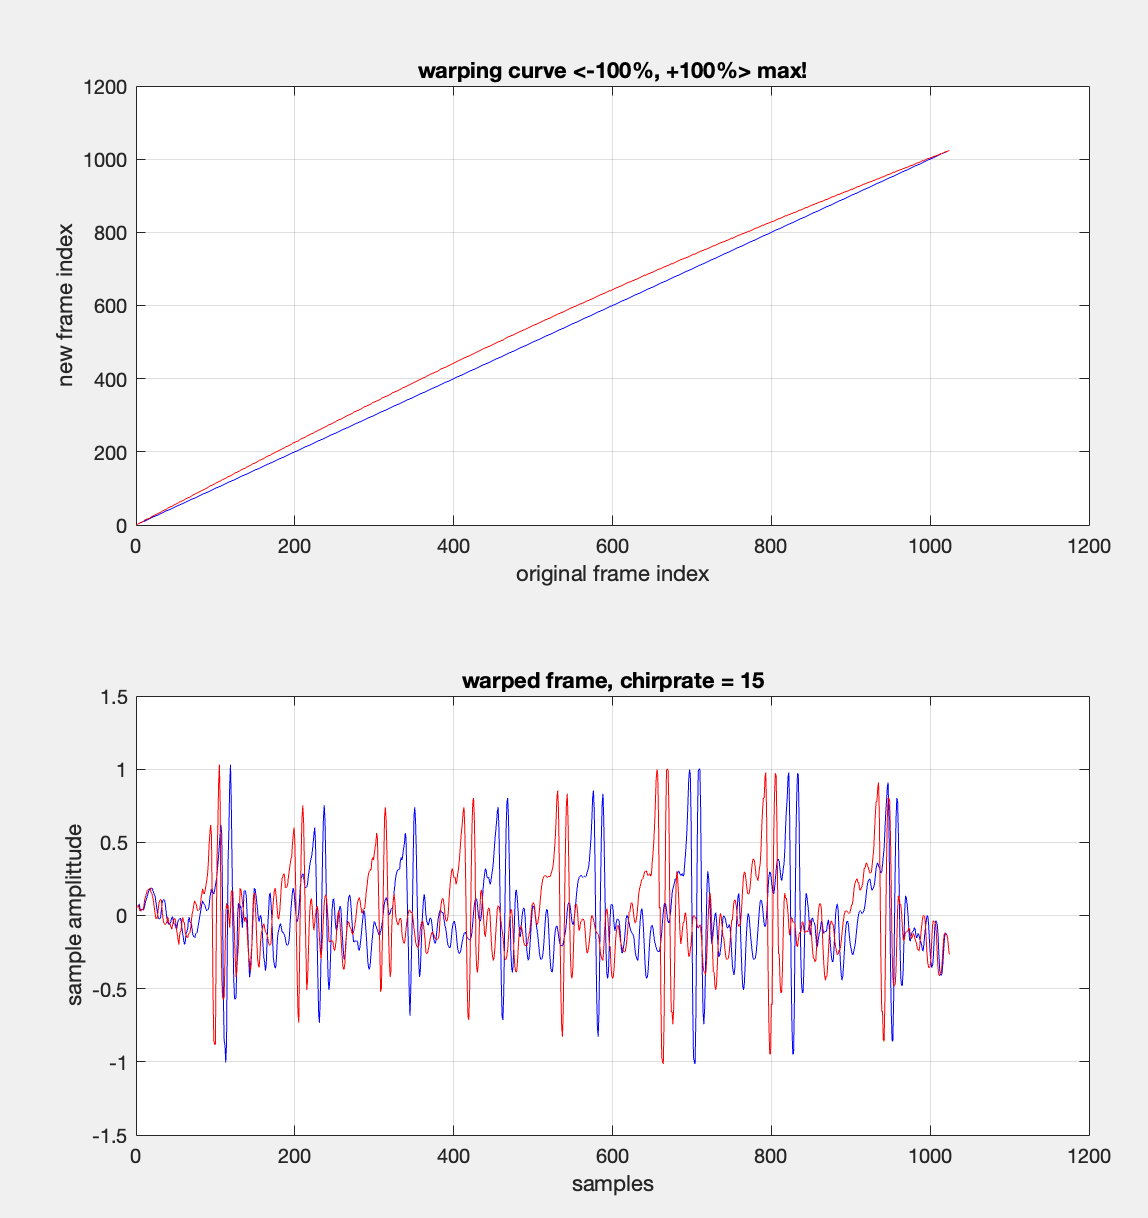 warping curve <-100%, +100%> max!
1200
1000
800
600
400
200
0
new frame index
0 200 400 600 800 1000 1200
original frame index
warped frame, chirprate = 15
1.5
1
0.5
0
-0.5
-1
-1.5
sample amplittude
0 200 400 600 800 1000 1200
samples